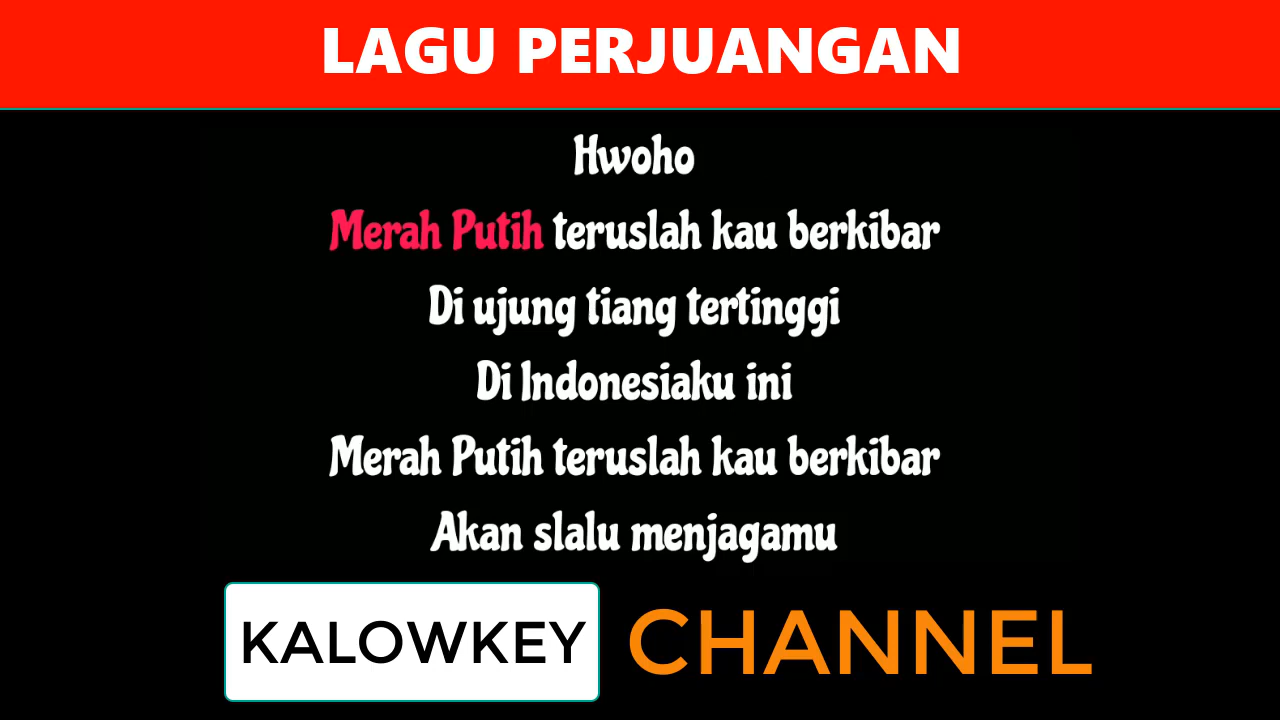 LAGU PERJUANGAN
Hwoho
Merah Putih teruslah kau berkibar
Di ujung tiang tertinggi
Di Indonesiaku ini
Merah Putih teruslah kau berkibar
Akan slalu menjagamu
KALOWKEY CHANNEL